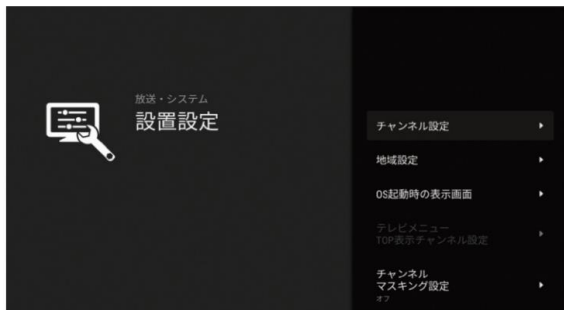 放送・システム
設置設定
チャンネル設定
地域設定
OS起動時の表示画面
テレビメニュー
TOP表示チャンネル設定
チャンネル
マスキング設定
オフ